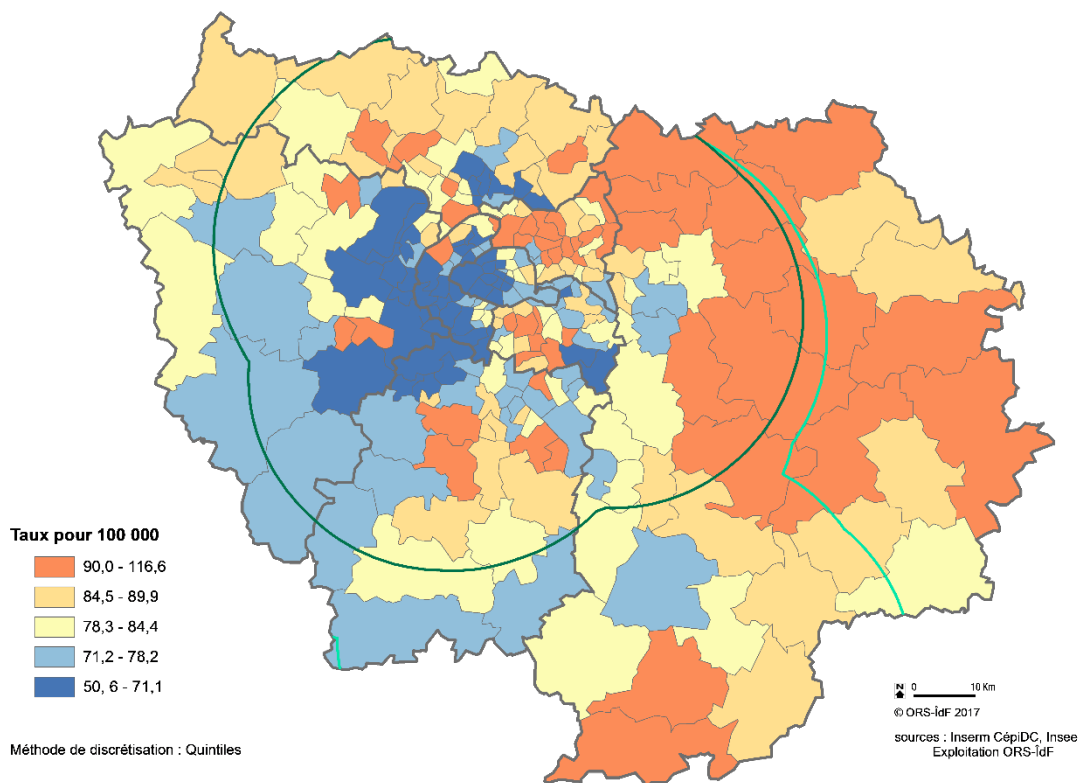 Taux pour 100 000
90,0 - 116,6
84,5 - 89,9
78,3 - 84,4
71,2 - 78,2
50, 6 - 71,1
Méthode de discrétisation : Quintiles
N 0 10 Km
© ORS-ÎdF 2017
sources : Inserm CépiDC, Insee
Exploitation ORS-ÎdF